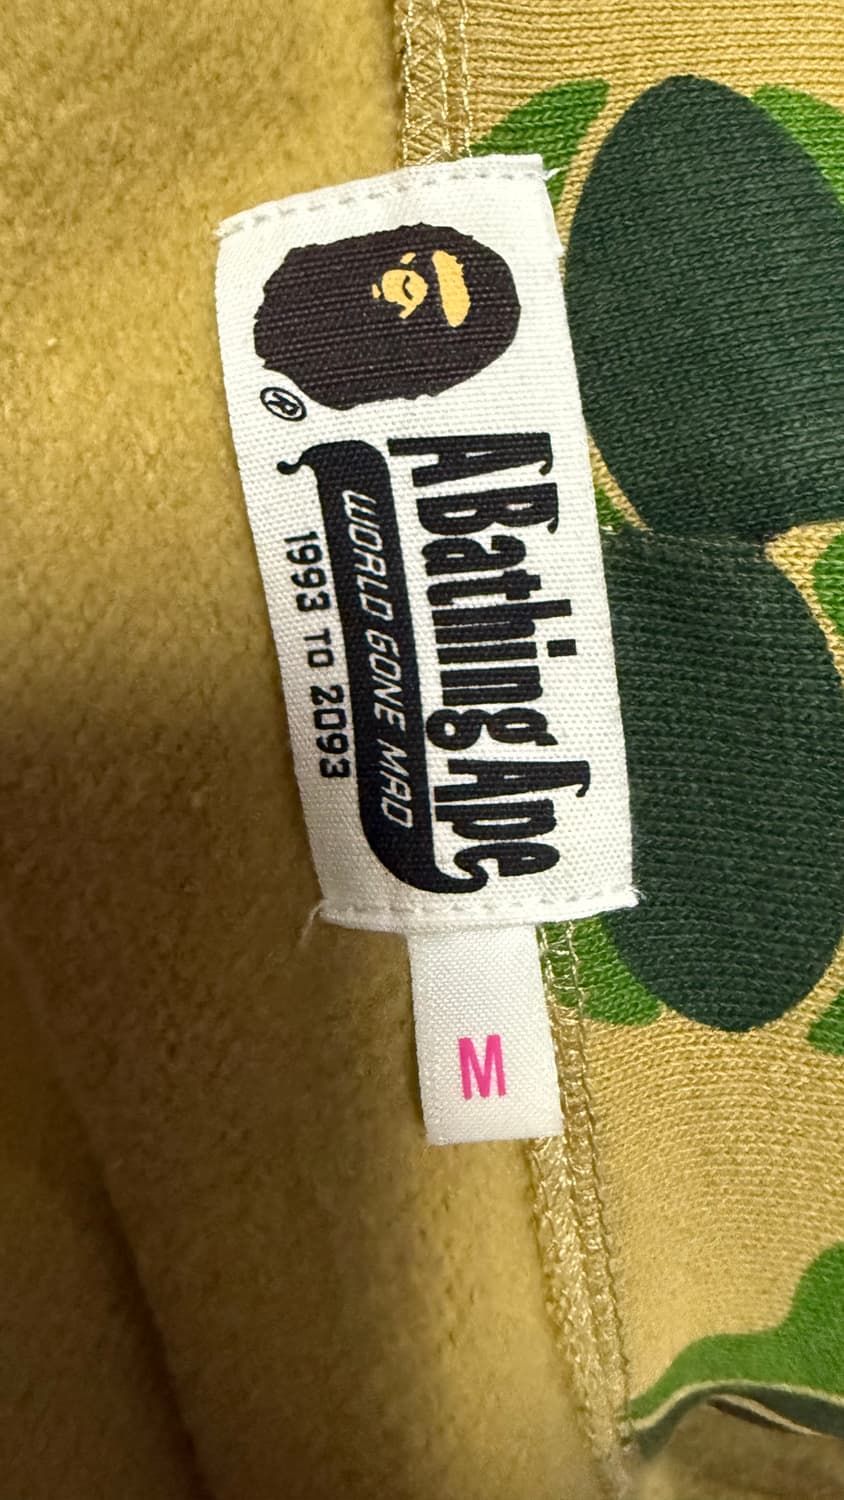 ®
A Bathing Ape
WORLD GONE MAD
1993 TO 2093
M